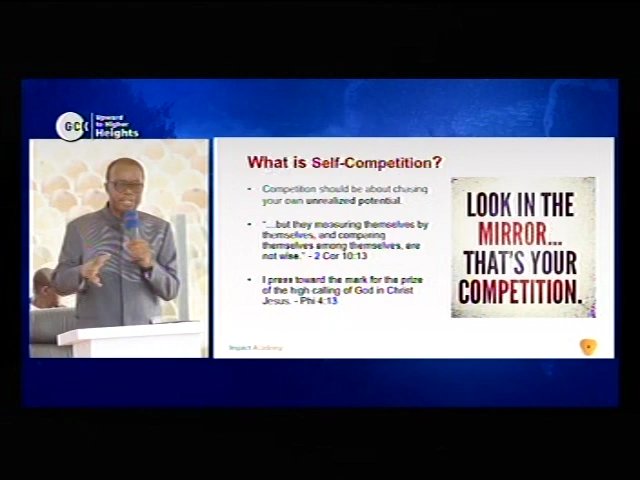 GCK
Upward
to Higher
Heights
What is Self-Competition?
• Competition should be about chasing
your own unrealized potential.
• "...but they measuring themselves by
themselves, and comparing
themselves among themselves, are
not wise." - 2 Cor 10:13
• I press toward the mark for the prize
of the high calling of God in Christ
Jesus. - Phi 4:13
LOOK IN THE
MIRROR...
THAT'S YOUR
COMPETITION.
Impact Academy